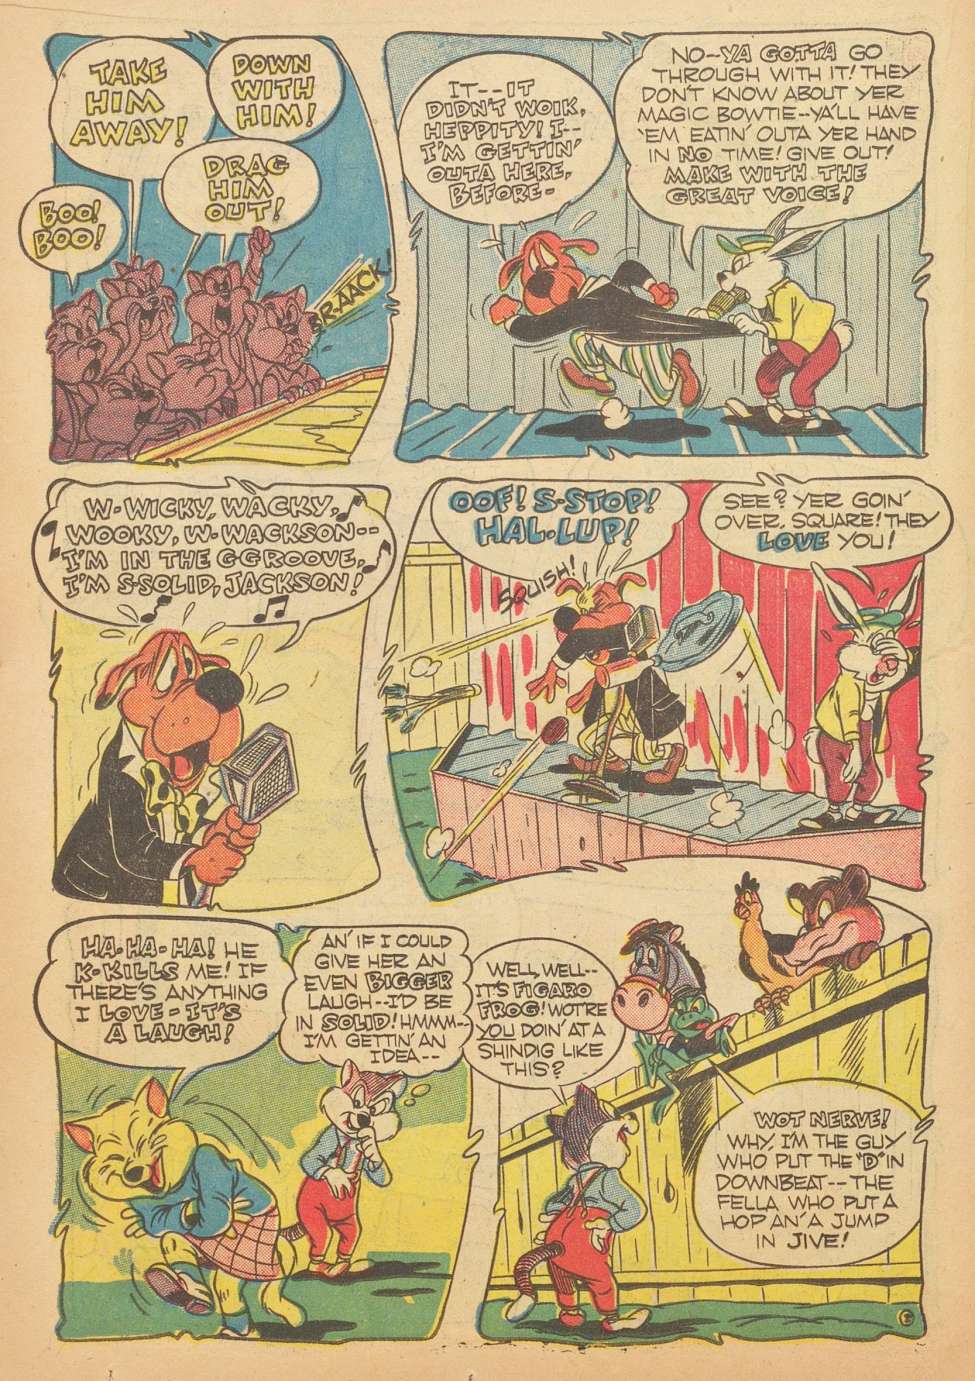 TAKE
HIM
AWAY!
DOWN
WITH
HIM!
DRAG
HIM
OUT!
BOO!
BOO!
IT--IT
DIDN'T WOIK,
HEPPITY! I--
I'M GETTIN'
OUTA HERE,
BEFORE-
NO--YA GOTTA GO
THROUGH WITH IT! THEY
DON'T KNOW ABOUT YER
MAGIC BOWTIE--YA'LL HAVE
'EM EATIN' OUTA YER HAND
IN NO TIME! GIVE OUT!
MAKE WITH THE
GREAT VOICE!
W-WICKY, WACKY,
WOOKY, W-WACKSON--
I'M IN THE G-GROOVE,
I'M S-SOLID, JACKSON!
OOF! S-STOP!
HAL-LUP!
SQUISH!
SEE? YER GOIN'
OVER, SQUARE! THEY
LOVE YOU!
HA-HA-HA! HE
K-KILLS ME! IF
THERE'S ANYTHING
I LOVE-IT'S
A LAUGH!
AN' IF I COULD
GIVE HER AN
EVEN BIGGER
LAUGH--I'D BE
IN SOLID! HMMM--
I'M GETTIN' AN
IDEA--
WELL, WELL--
IT'S FIGARO
FROG! WOT'RE
YOU DOIN' AT A
SHINDIG LIKE
THIS?
WOT NERVE!
WHY, I'M THE GUY
WHO PUT THE "D" IN
DOWNBEAT--THE
FELLA WHO PUT A
HOP AN' A JUMP
IN JIVE!